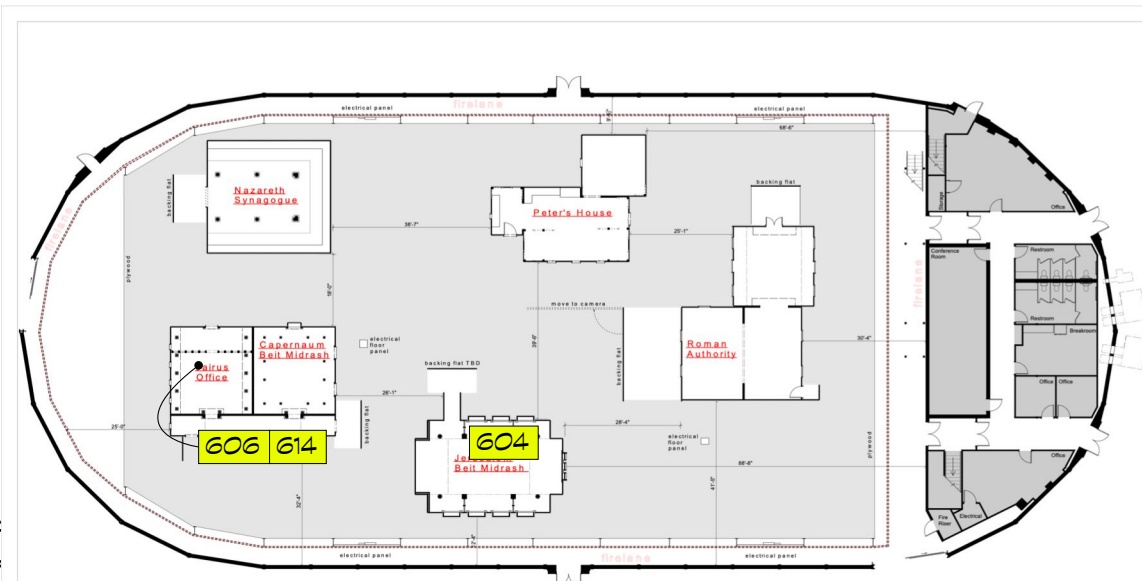 electrical panel
firelane
electrical panel
9'-10"
68'-6"
Nazareth
Synagogue
backing flat
Peter's House
backing flat
Storage
Office
firelane
56'-7"
25'-1"
plywood
18'-0"
Conference
Room
Restroom
firelane
move to camera
Restroom
Breakroom
Capernaum
Beit Midrash
electrical
floor
panel
Roman
Authority
30'-4"
Office
backing flat TBD
backing flat
Office
Office
26'-1"
backing flat
25'-0"
606
614
604
28'-4"
electrical
floor
panel
plywood
Beit Midrash
66'-8"
Office
32'-4"
41'-5"
Fire
Riser
Electrical
electrical panel
firelane
electrical panel